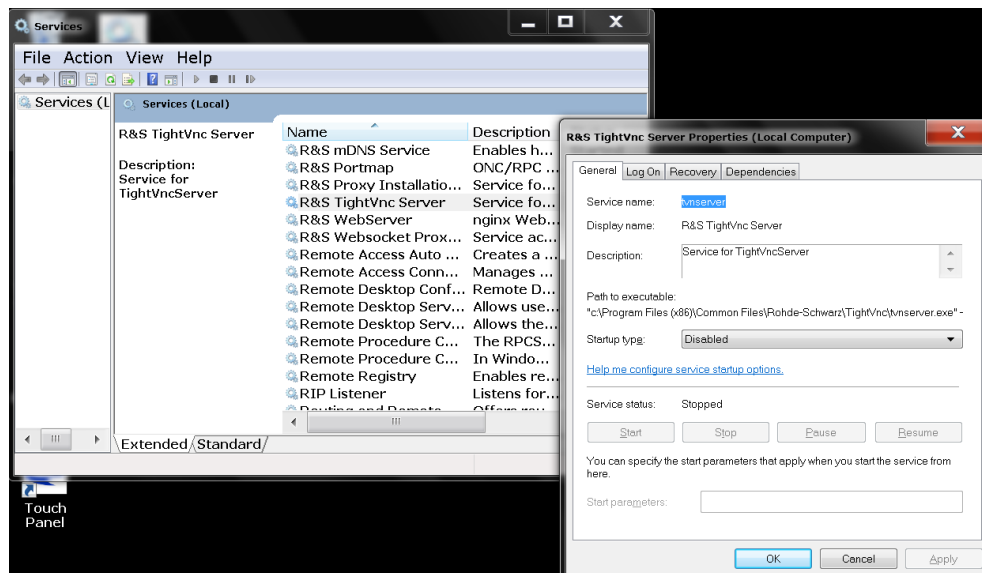 Services
File Action View Help
Services (L
Services (Local)
R&S TightVnc Server
Description:
Service for
TightVncServer
Name Description
R&S mDNS Service Enables h...
R&S Portmap ONC/RPC ...
R&S Proxy Installatio... Service fo...
R&S TightVnc Server Service fo...
R&S WebServer nginx Web...
R&S Websocket Prox... Service ac...
Remote Access Auto ... Creates a ...
Remote Access Conn... Manages ...
Remote Desktop Conf... Remote D...
Remote Desktop Serv... Allows use...
Remote Desktop Serv... Allows the...
Remote Procedure C... The RPCS...
Remote Procedure C... In Windo...
Remote Registry Enables re...
RIP Listener Listens for...
Routing and Remote Offers rou
Extended Standard
Touch
Panel
R&S TightVnc Server Properties (Local Computer)
General Log On Recovery Dependencies
Service name: tvnserver
Display name: R&S TightVnc Server
Description: Service for TightVncServer
Path to executable:
"c:\Program Files (x86)\Common Files\Rohde-Schwarz\TightVnc\tvnserver.exe" -
Startup type: Disabled
Help me configure service startup options.
Service status: Stopped
Start Stop Pause Resume
You can specify the start parameters that apply when you start the service from
here.
Start parameters:
OK Cancel Apply